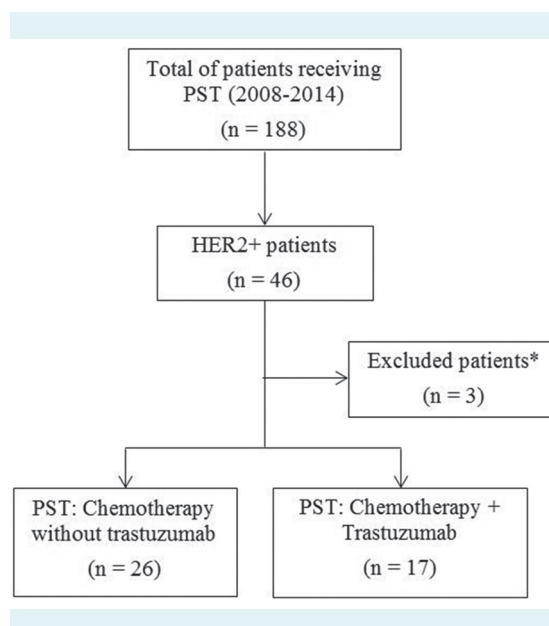 Total of patients receiving
PST (2008-2014)
(n = 188)
HER2+ patients
(n = 46)
Excluded patients*
(n = 3)
PST: Chemotherapy
without trastuzumab
(n = 26)
PST: Chemotherapy +
Trastuzumab
(n = 17)